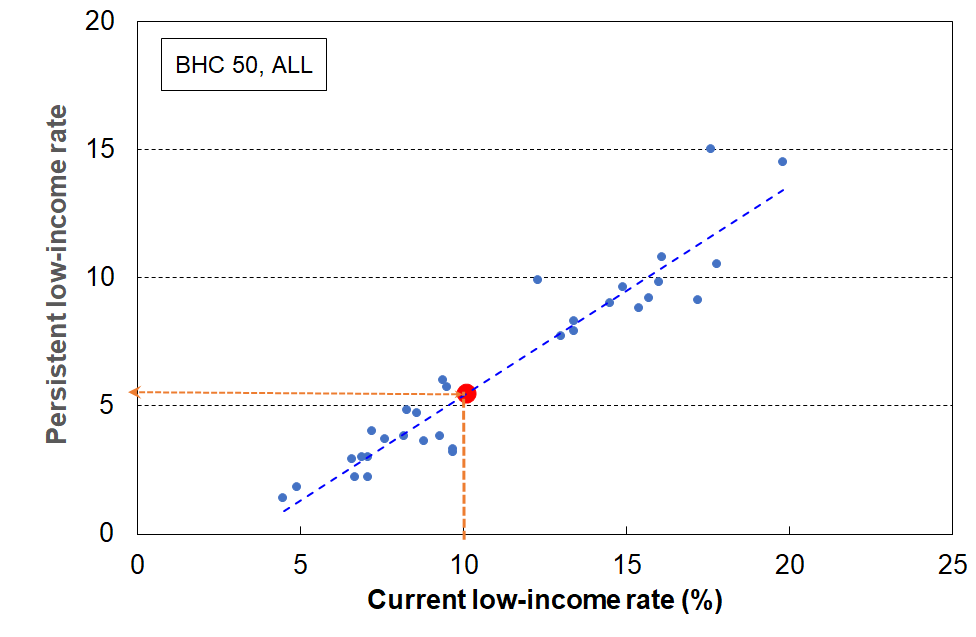 20
BHC 50, ALL
15
10
5
0
Persistent low-income rate
0 5 10 15 20 25
Current low-income rate (%)